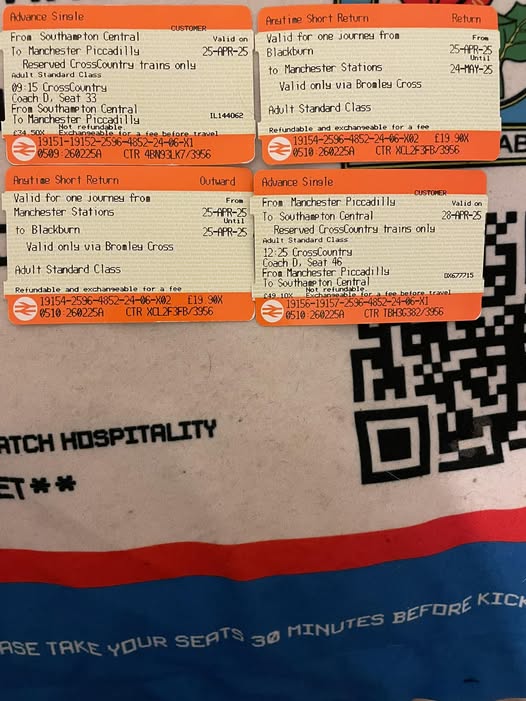 Advance Single
CUSTOMER
From Southampton Central
Valid on
To Manchester Piccadilly
25-APR-25
Reserved CrossCountry trains only
Adult Standard Class
09:15 CrossCountry
Coach D, Seat 33
From Southampton Central
To Manchester Piccadilly
IL144062
Not refundable.
£34.50X Exchangeable for a fee before travel
19151-19152-2596-4852-24-06-X1
0509:260225A CTR 4BN93LK7/3956
Anytime Short Return
Return
Valid for one journey from
From
Blackburn
25-APR-25
Until
to Manchester Stations
24-MAY-25
Valid only via Bromley Cross
Adult Standard Class
Refundable and exchangeable for a fee
19154-2596-4852-24-06-X02 £19.90X
0510:260225A CTR XCL2F3FB/3956
Anytime Short Return
Outward
Valid for one journey from
From
Manchester Stations
25-APR-25
Until
to Blackburn
25-APR-25
Valid only via Bromley Cross
Adult Standard Class
Refundable and exchangeable for a fee
19154-2596-4852-24-06-X02 £19.90X
0510:260225A CTR XCL2F3FB/3956
Advance Single
CUSTOMER
From Manchester Piccadilly
Valid on
To Southampton Central
28-APR-25
Reserved CrossCountry trains only
Adult Standard Class
12:25 CrossCountry
Coach D, Seat 46
From Manchester Piccadilly
To Southampton Central
OX677715
Not refundable.
£49.10X Exchangeable for a fee before travel
19156-19157-2596-4852-24-06-X1
0510:260225A CTR TBH3G382/3956
AB
ATCH HOSPITALITY
ET**
ASE TAKE YOUR SEATS 30 MINUTES BEFORE KICK